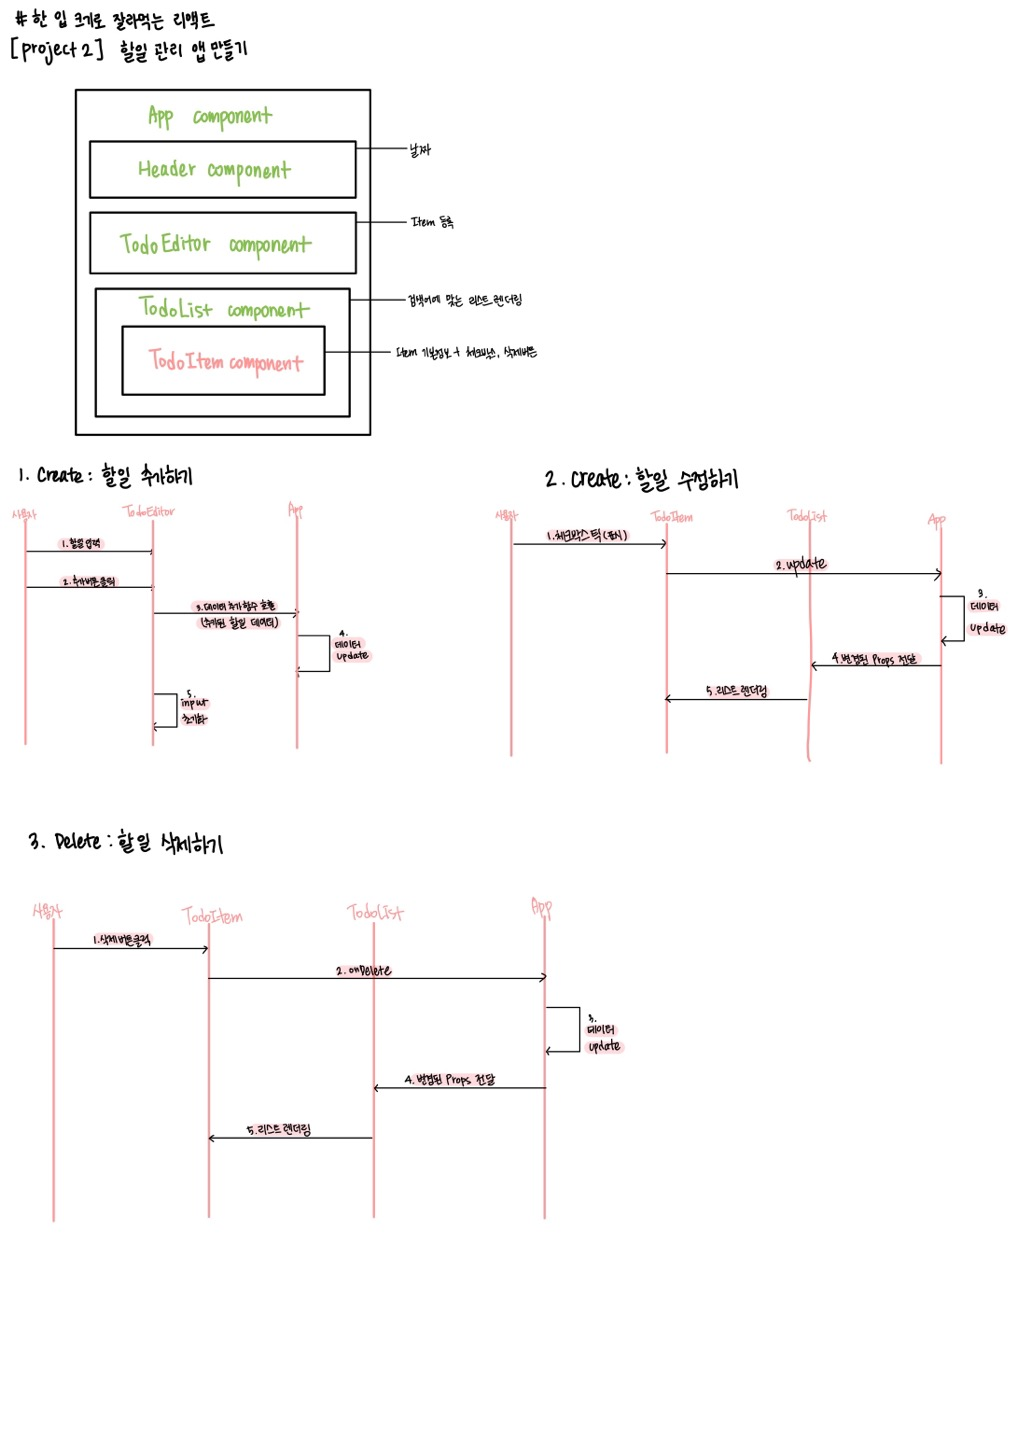 # 한 입 크기로 잘라먹는 리액트
[project 2] 할일 관리 앱 만들기
App component
Header component
날짜
Todo Editor component
Item 등록
TodoList component
검색어에 맞는 리스트 렌더링
TodoItem component
Item 기본정보 + 체크박스, 삭제버튼
1. Create : 할일 추가하기
사용자
TodoEditor
App
1. 할일 입력
2. 추가버튼 클릭
3. 데이터 추가 함수 호출
(추가된 할일 데이터)
4.
데이터
update
5.
input
초기화
2. Create : 할일 수정하기
사용자
TodoItem
TodoList
App
1. 체크박스 틱 (표시)
2. update
3.
데이터
update
4. 변경된 Props 전달
5. 리스트 렌더링
3. Delete : 할일 삭제하기
사용자
TodoItem
TodoList
App
1. 삭제 버튼 클릭
2. onDelete
3.
데이터
update
4. 변경된 Props 전달
5. 리스트 렌더링